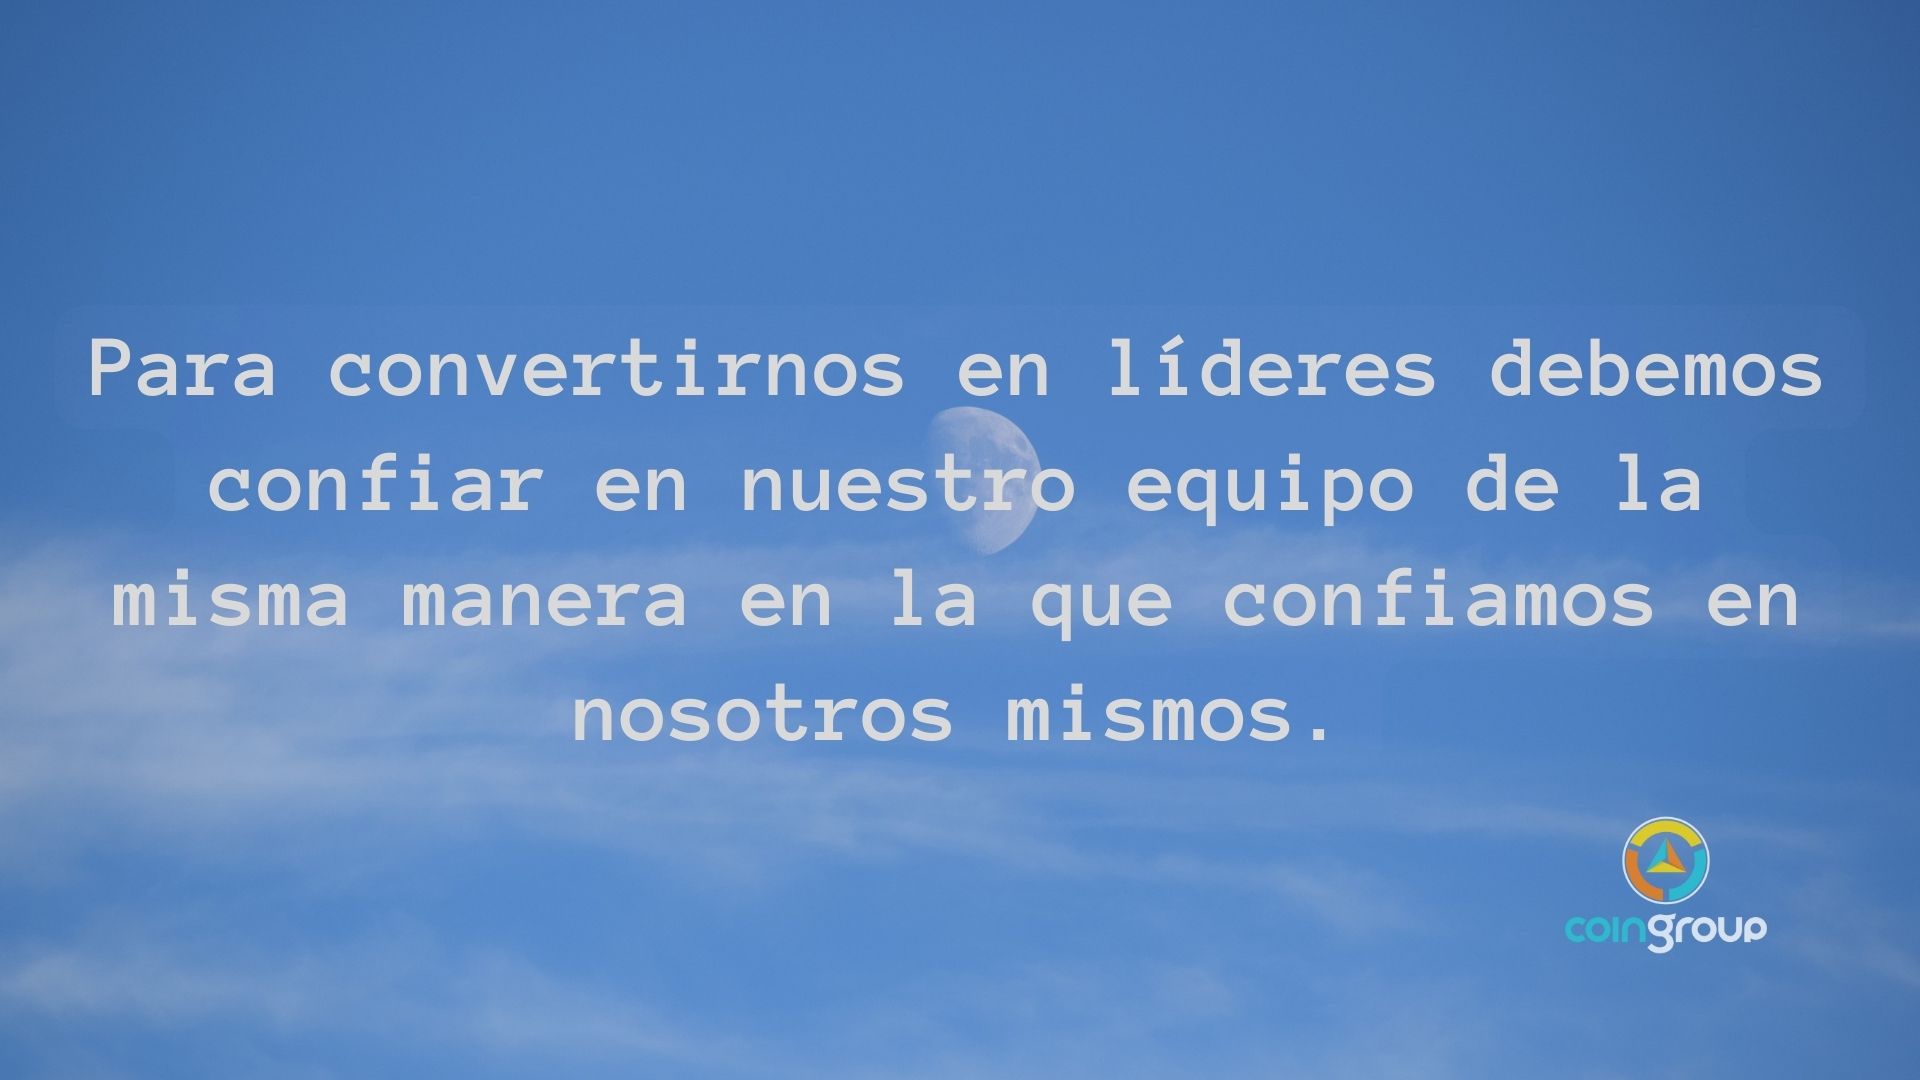 Para convertirnos en líderes debemos
confiar en nuestro equipo de la
misma manera en la que confiamos en
nosotros mismos.
coingroup